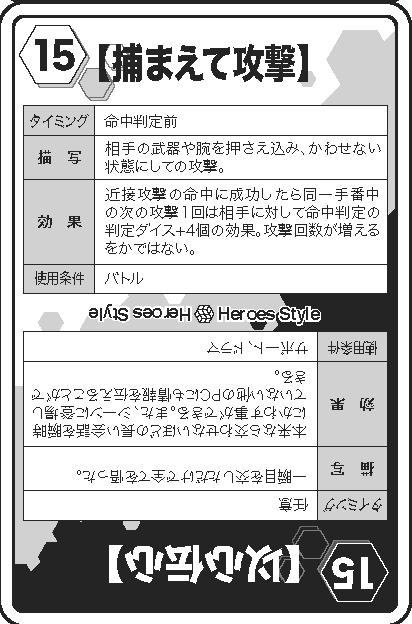 15【捕まえて攻撃】
タイミング 命中判定前
描写 相手の武器や腕を押さえ込み、かわせない
状態にしての攻撃。
効果 近接攻撃の命中に成功したら同一手番中
の次の攻撃1回は相手に対して命中判定の
判定ダイス+4個の効果。攻撃回数が増える
をかではない。
使用条件 バトル
Heroes Style Heroes Style
15【以心伝心】
タイミング 任意
描写 一瞬目を交しただけで全てを悟った。
効果 本来なら交わせないほどの長い会話を瞬時
にかわす事ができる。また、シーンに登場し
ていない他のPCにも情報を伝えることがで
きる。
使用条件 サポート、ドラマ